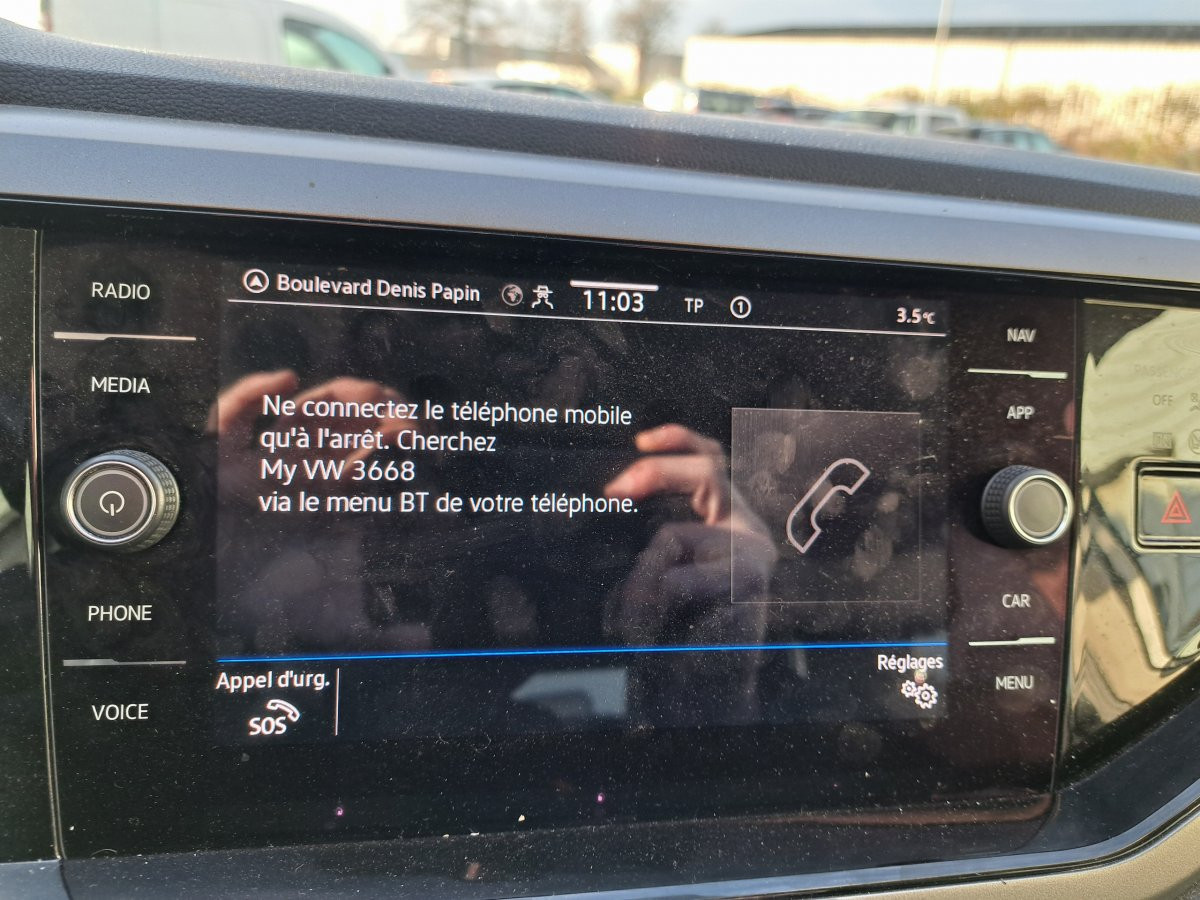 RADIO
MEDIA
PHONE
VOICE
Boulevard Denis Papin 11:03 TP 1 3.5°C
Ne connectez le téléphone mobile
qu'à l'arrêt. Cherchez
My VW 3668
via le menu BT de votre téléphone.
Appel d'urg.
SOS
Réglages
NAV
APP
CAR
MENU
OFF